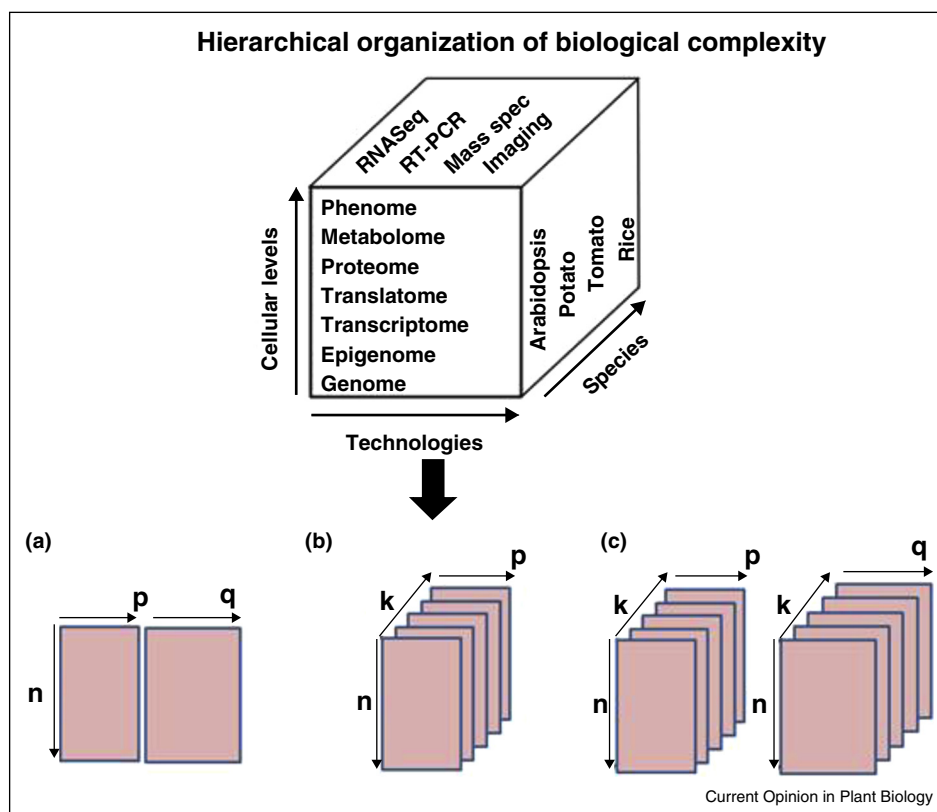 Hierarchical organization of biological complexity
RNASeq
RT-PCR
Mass spec
Imaging
Cellular levels
Phenome
Metabolome
Proteome
Translatome
Transcriptome
Epigenome
Genome
Arabidopsis
Potato
Tomato
Rice
Species
Technologies
(a)
p
q
n
(b)
p
k
n
(c)
p
k
n
q
k
n
Current Opinion in Plant Biology